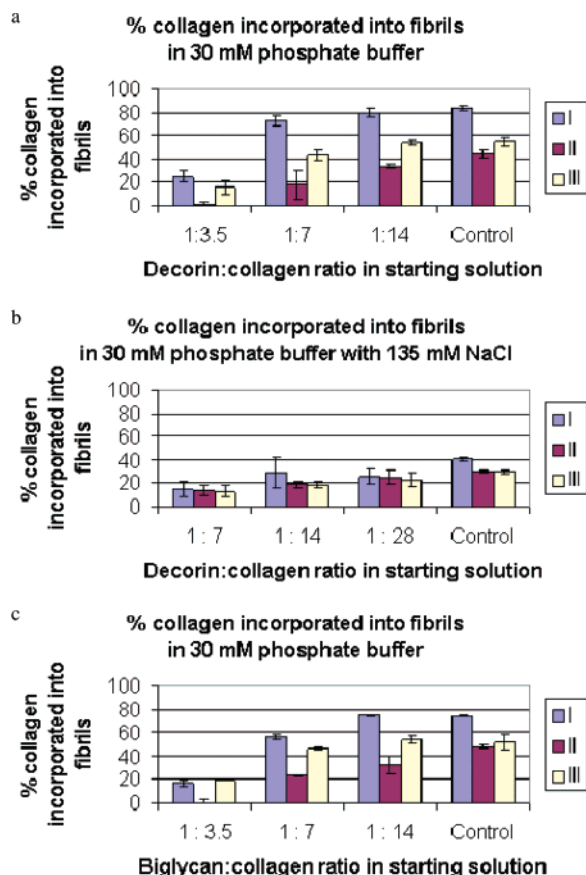 a
% collagen incorporated into fibrils
in 30 mM phosphate buffer
% collagen
incorporated into
fibrils
100
80
60
40
20
0
1:3.5 1:7 1:14 Control
Decorin:collagen ratio in starting solution
I
II
III
b
% collagen incorporated into fibrils
in 30 mM phosphate buffer with 135 mM NaCl
% collagen
incorporated into
fibrils
100
80
60
40
20
0
1 : 7 1 : 14 1 : 28 Control
Decorin:collagen ratio in starting solution
I
II
III
c
% collagen incorporated into fibrils
in 30 mM phosphate buffer
% collagen
incorporated into
fibrils
100
80
60
40
20
0
1 : 3.5 1 : 7 1 : 14 Control
Biglycan:collagen ratio in starting solution
I
II
III